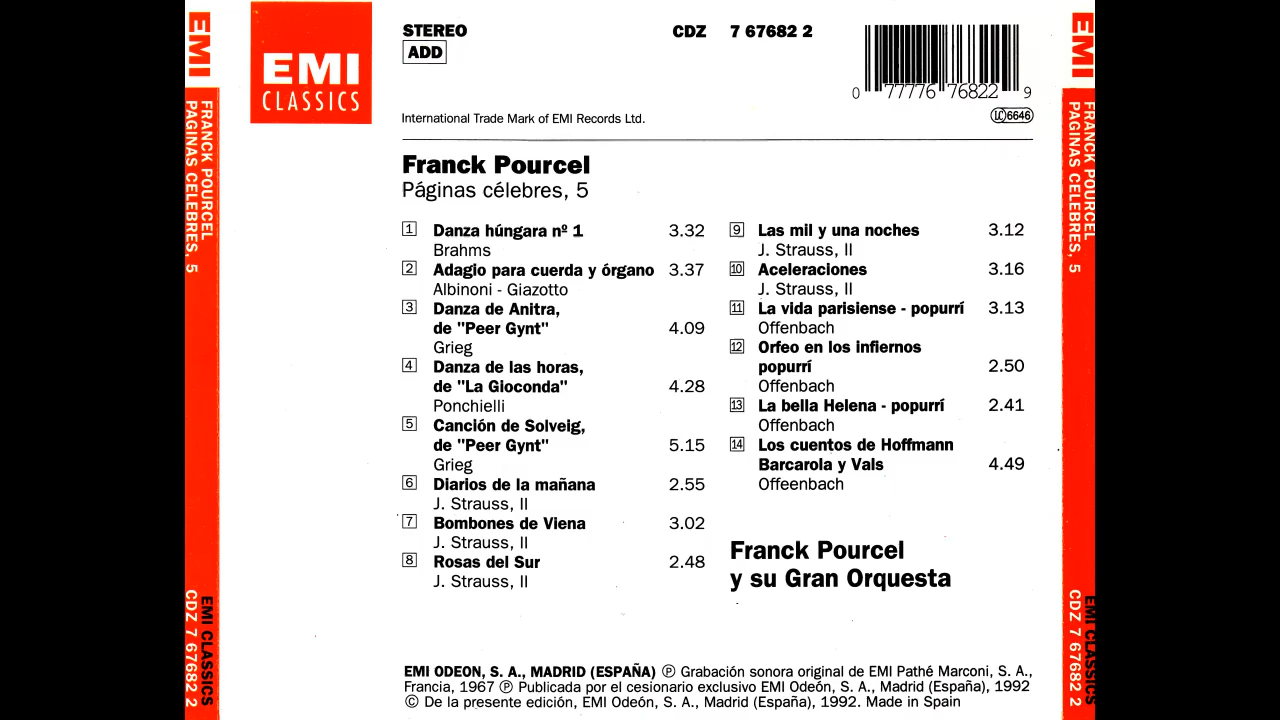 EMI
FRANCK POURCEL
PAGINAS CELEBRES, 5
EMI CLASSICS
CDZ 7 67682 2
EMI
CLASSICS
STEREO
ADD
CDZ 7 67682 2
0 77776 76822 9
LC 6646
International Trade Mark of EMI Records Ltd.
Franck Pourcel
Páginas célebres, 5
1 Danza húngara nº 1 3.32
Brahms
2 Adagio para cuerda y órgano 3.37
Albinoni - Giazotto
3 Danza de Anitra,
de "Peer Gynt" 4.09
Grieg
4 Danza de las horas,
de "La Gioconda" 4.28
Ponchielli
5 Canción de Solveig,
de "Peer Gynt" 5.15
Grieg
6 Diarios de la mañana 2.55
J. Strauss, II
7 Bombones de Viena 3.02
J. Strauss, II
8 Rosas del Sur 2.48
J. Strauss, II
9 Las mil y una noches 3.12
J. Strauss, II
10 Aceleraciones 3.16
J. Strauss, II
11 La vida parisiense - popurrí 3.13
Offenbach
12 Orfeo en los infiernos
popurrí 2.50
Offenbach
13 La bella Helena - popurrí 2.41
Offenbach
14 Los cuentos de Hoffmann
Barcarola y Vals 4.49
Offeenbach
Franck Pourcel
y su Gran Orquesta
EMI ODEON, S. A., MADRID (ESPAÑA) Ⓟ Grabación sonora original de EMI Pathé Marconi, S. A.,
Francia, 1967 Ⓟ Publicada por el cesionario exclusivo EMI Odeón, S. A., Madrid (España), 1992
© De la presente edición, EMI Odeón, S. A., Madrid (España), 1992. Made in Spain
EMI
FRANCK POURCEL
PAGINAS CELEBRES, 5
EMI CLASSICS
CDZ 7 67682 2